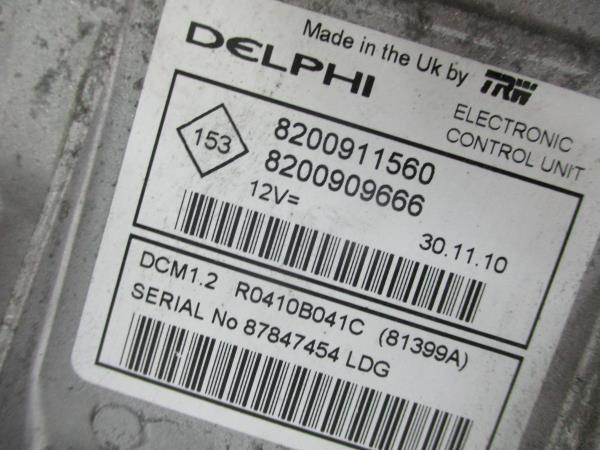 Made in the Uk by TRW
DELPHI
ELECTRONIC
CONTROL UNIT
153
8200911560
8200909666
12V=
30.11.10
DCM1.2 R0410B041C (81399A)
SERIAL No 87847454 LDG